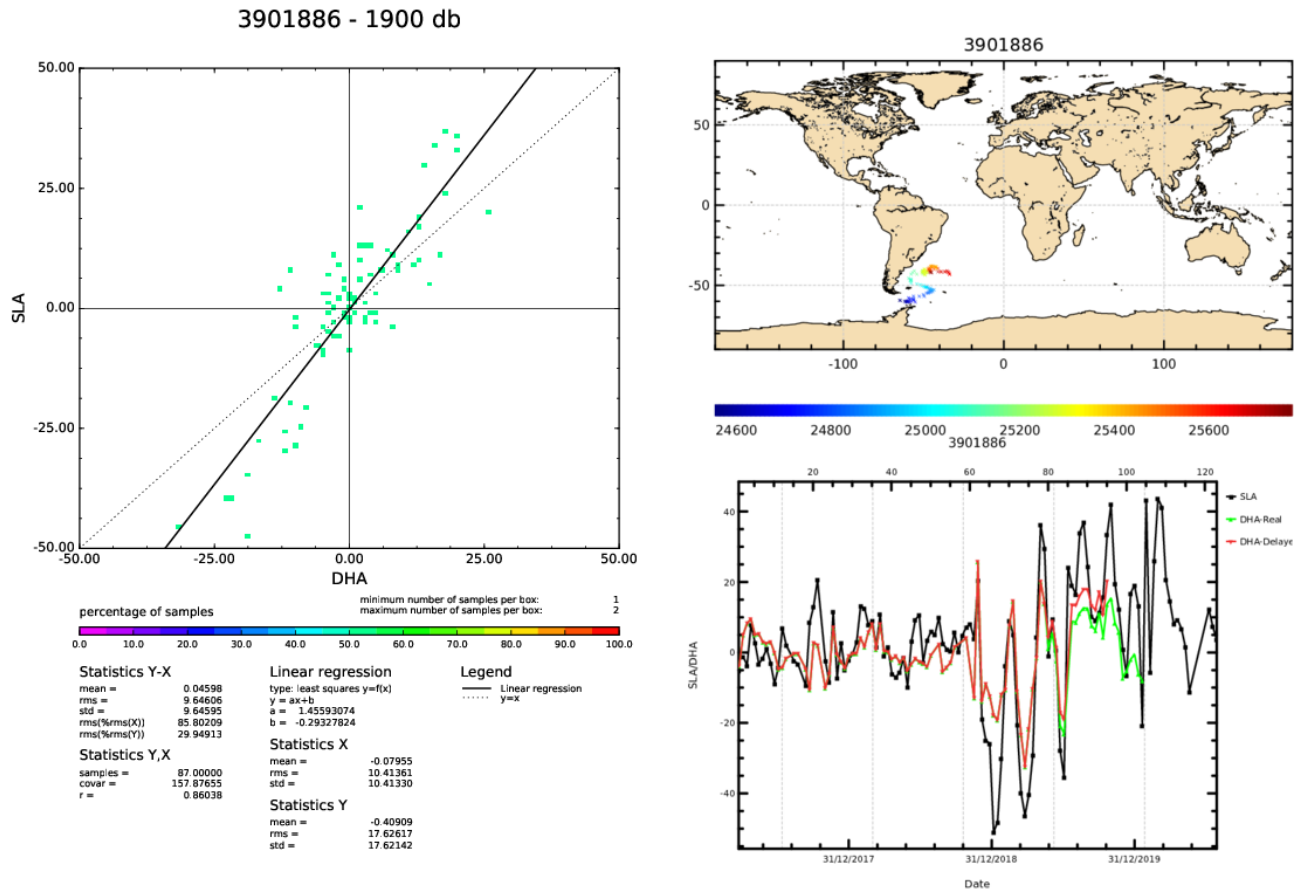 3901886 - 1900 db
50.00
25.00
0.00
-25.00
-50.00
SLA
-50.00 -25.00 0.00 25.00 50.00
DHA
minimum number of samples per box: 1
percentage of samples
maximum number of samples per box: 2
0.0 10.0 20.0 30.0 40.0 50.0 60.0 70.0 80.0 90.0 100.0
Statistics Y-X
mean = 0.04598
rms = 9.64606
std = 9.64595
rms(%rms(X)) 85.80209
rms(%rms(Y)) 29.94913
Statistics Y,X
samples = 87.00000
covar = 157.87655
r = 0.86038
Linear regression
type: least squares y=f(x)
y = ax+b
a = 1.45593074
b = -0.29327824
Statistics X
mean = -0.07955
rms = 10.41361
std = 10.41330
Statistics Y
mean = -0.40909
rms = 17.62617
std = 17.62142
Legend
Linear regression
y=x
3901886
50
0
-50
-100 0 100
24600 24800 25000 25200 25400 25600
3901886
20 40 60 80 100 120
40
20
0
-20
-40
SLA/DHA
31/12/2017 31/12/2018 31/12/2019
Date
SLA
DHA-Real
DHA-Delaye